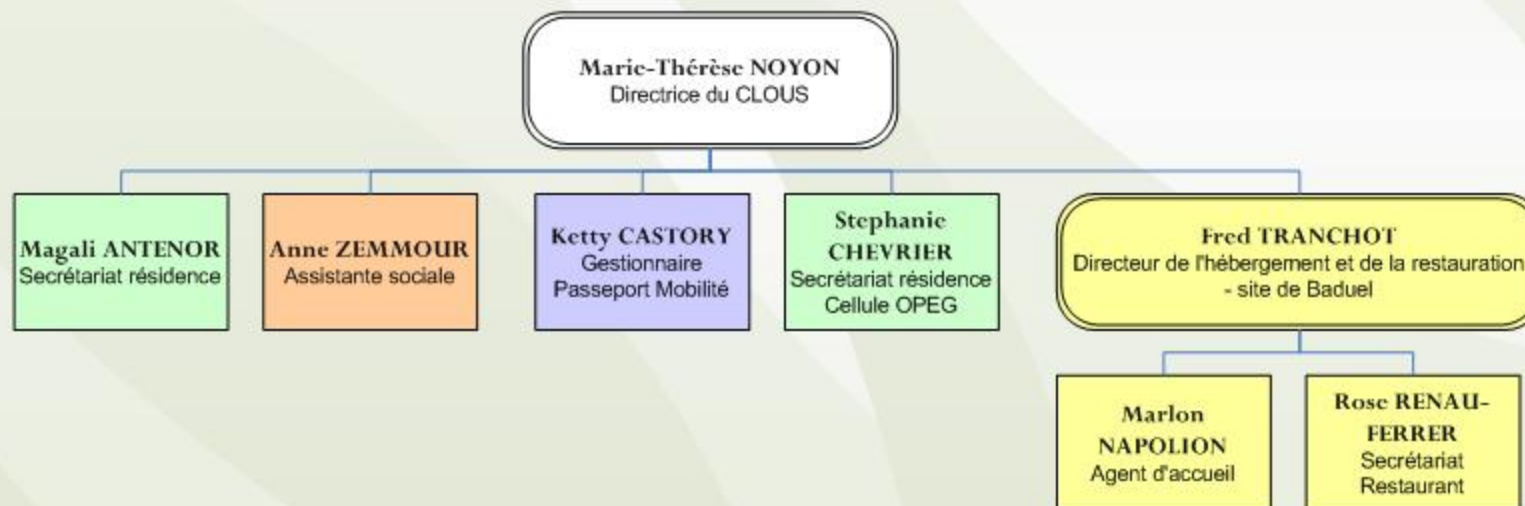 Marie-Thérèse NOYON
Directrice du CLOUS
Magali ANTENOR
Secrétariat résidence
Anne ZEMMOUR
Assistante sociale
Ketty CASTORY
Gestionnaire
Passeport Mobilité
Stephanie
CHEVRIER
Secrétariat résidence
Cellule OPEG
Fred TRANCHOT
Directeur de l'hébergement et de la restauration
- site de Baduel
Marlon
NAPOLION
Agent d'accueil
Rose RENAU-
FERRER
Secrétariat
Restaurant